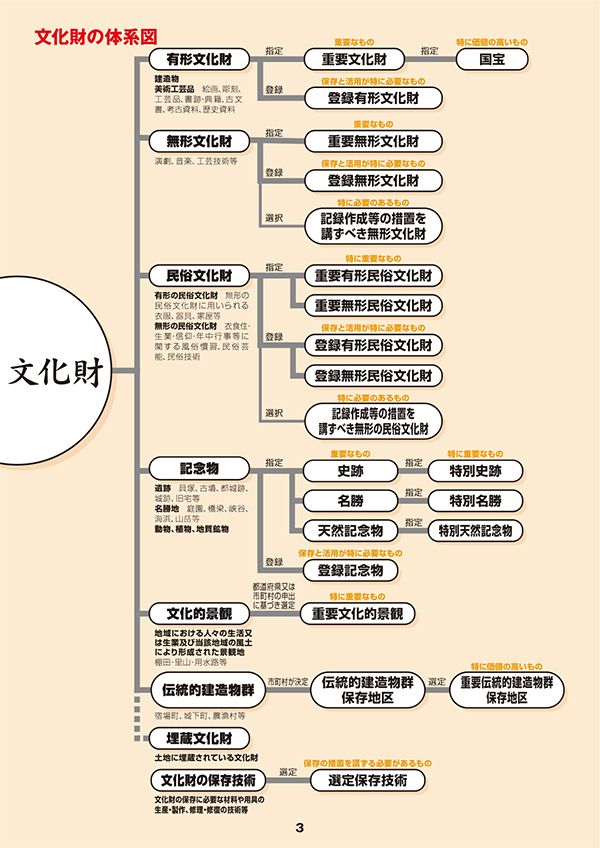 文化財の体系図
文化財
有形文化財
建造物
美術工芸品　絵画、彫刻、
工芸品、書跡・典籍、古文
書、考古資料、歴史資料
指定
重要なもの
重要文化財
指定
特に価値の高いもの
国宝
登録
保存と活用が特に必要なもの
登録有形文化財
無形文化財
演劇、音楽、工芸技術等
指定
重要なもの
重要無形文化財
登録
保存と活用が特に必要なもの
登録無形文化財
選択
特に必要のあるもの
記録作成等の措置を
講ずべき無形文化財
民俗文化財
有形の民俗文化財　無形の
民俗文化財に用いられる
衣服、器具、家屋等
無形の民俗文化財　衣食住・
生業・信仰・年中行事等に
関する風俗慣習、民俗芸
能、民俗技術
指定
特に重要なもの
重要有形民俗文化財
重要無形民俗文化財
登録
保存と活用が特に必要なもの
登録有形民俗文化財
登録無形民俗文化財
選択
特に必要のあるもの
記録作成等の措置を
講ずべき無形の民俗文化財
記念物
遺跡　貝塚、古墳、都城跡、
城跡、旧宅等
名勝地　庭園、橋梁、峡谷、
海浜、山岳等
動物、植物、地質鉱物
指定
重要なもの
史跡
指定
特に重要なもの
特別史跡
名勝
指定
特別名勝
天然記念物
指定
特別天然記念物
登録
保存と活用が特に必要なもの
登録記念物
文化的景観
地域における人々の生活又
は生業及び当該地域の風土
により形成された景観地
棚田・里山・用水路等
都道府県又は
市町村の申出
に基づき選定
特に重要なもの
重要文化的景観
伝統的建造物群
宿場町、城下町、農漁村等
市町村が決定
伝統的建造物群
保存地区
選定
特に価値の高いもの
重要伝統的建造物群
保存地区
埋蔵文化財
土地に埋蔵されている文化財
文化財の保存技術
文化財の保存に必要な材料や用具の
生産・製作、修理・修復の技術等
選定
保存の措置を講ずる必要があるもの
選定保存技術
3